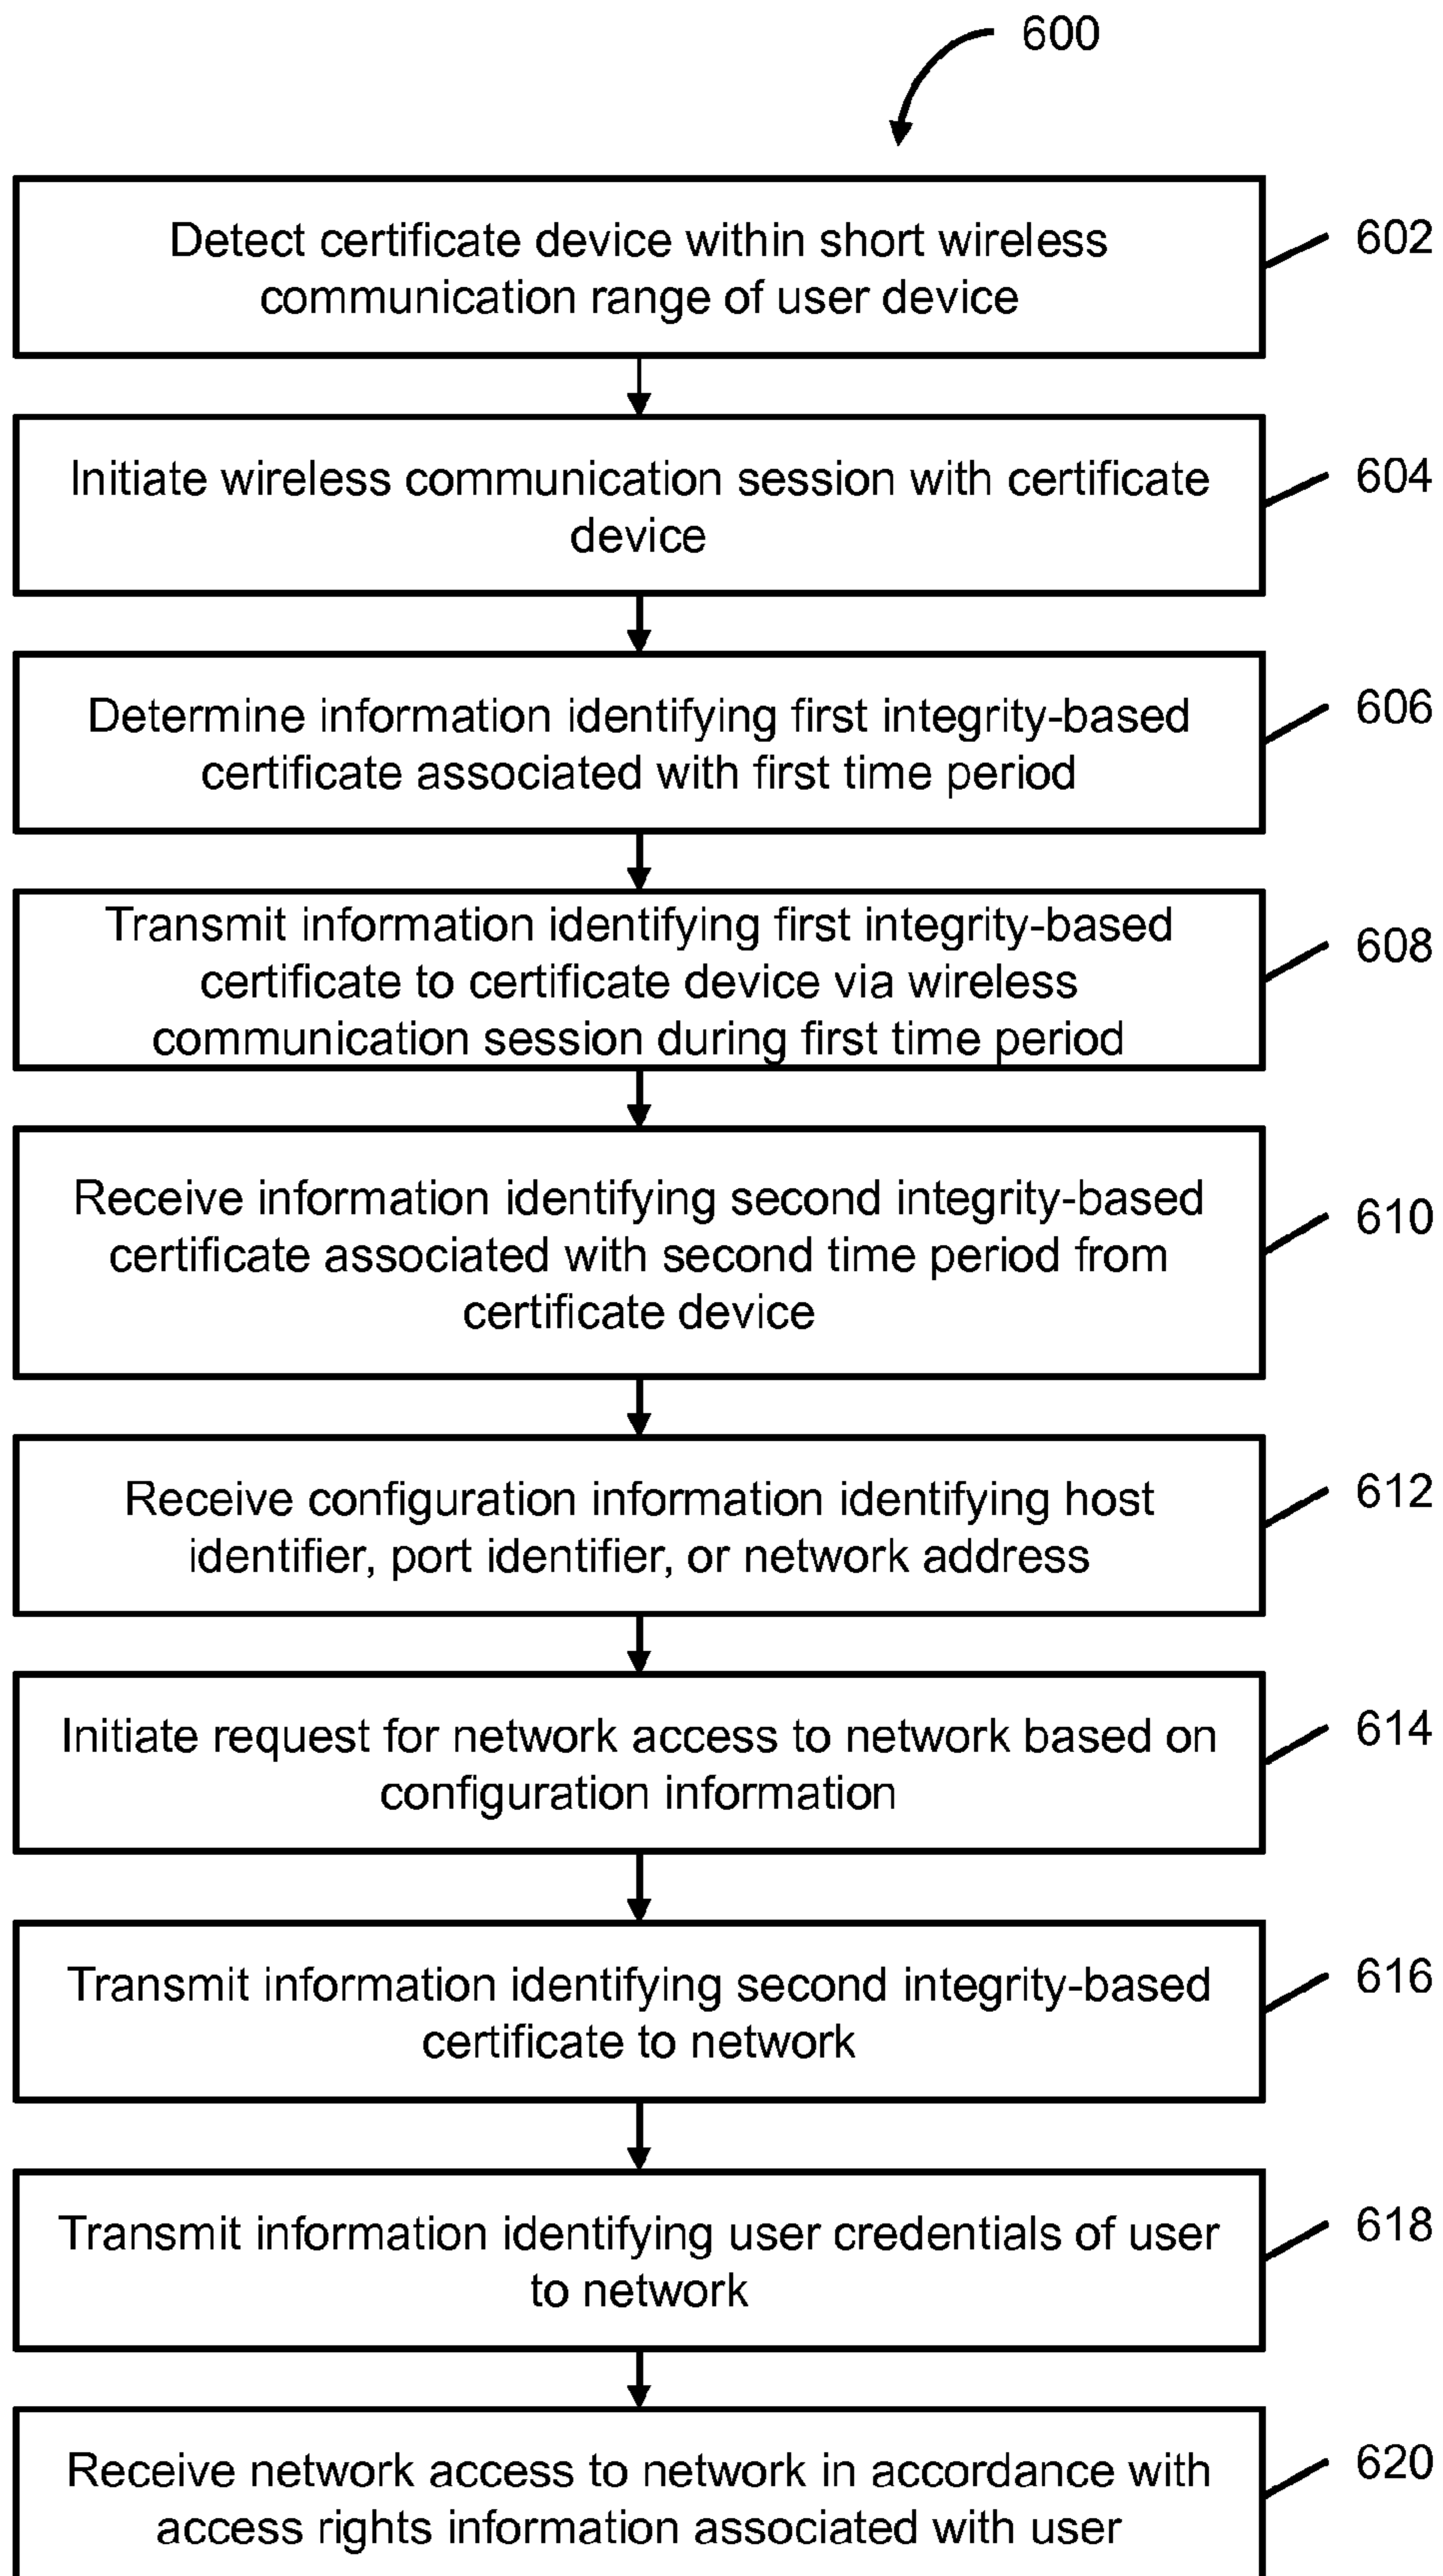 600
Detect certificate device within short wireless
communication range of user device
602
Initiate wireless communication session with certificate
device
604
Determine information identifying first integrity-based
certificate associated with first time period
606
Transmit information identifying first integrity-based
certificate to certificate device via wireless
communication session during first time period
608
Receive information identifying second integrity-based
certificate associated with second time period from
certificate device
610
Receive configuration information identifying host
identifier, port identifier, or network address
612
Initiate request for network access to network based on
configuration information
614
Transmit information identifying second integrity-based
certificate to network
616
Transmit information identifying user credentials of user
to network
618
Receive network access to network in accordance with
access rights information associated with user
620